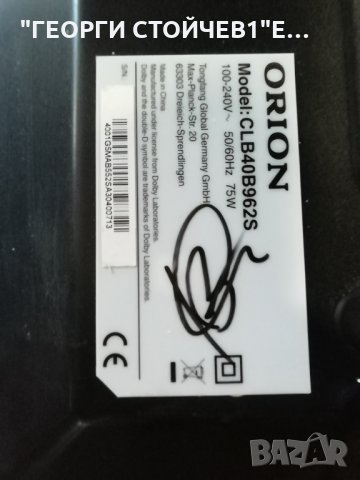 "ГЕОРГИ СТОЙЧЕВ1"Е...
ORION
Model:CLB40B962S
100-240V~ 50/60Hz 75W
Tongfang Global Germany GmbH
Max-Planck-Str. 20
63303 Dreieich-Sprendlingen
Made in China
Manufactured under license from Dolby Laboratories.
Dolby and the double-D symbol are trademarks of Dolby Laboratories.
S/N:
4001G5MAB552SA30400713
CE
BAZAR